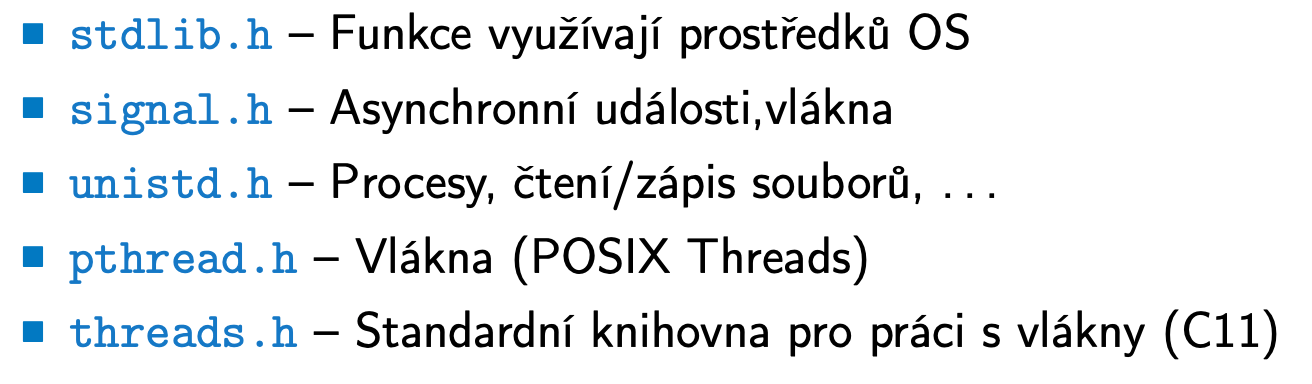 stdlib.h – Funkce využívají prostředků OS
signal.h – Asynchronní události,vlákna
unistd.h – Procesy, čtení/zápis souborů, ...
pthread.h – Vlákna (POSIX Threads)
threads.h – Standardní knihovna pro práci s vlákny (C11)